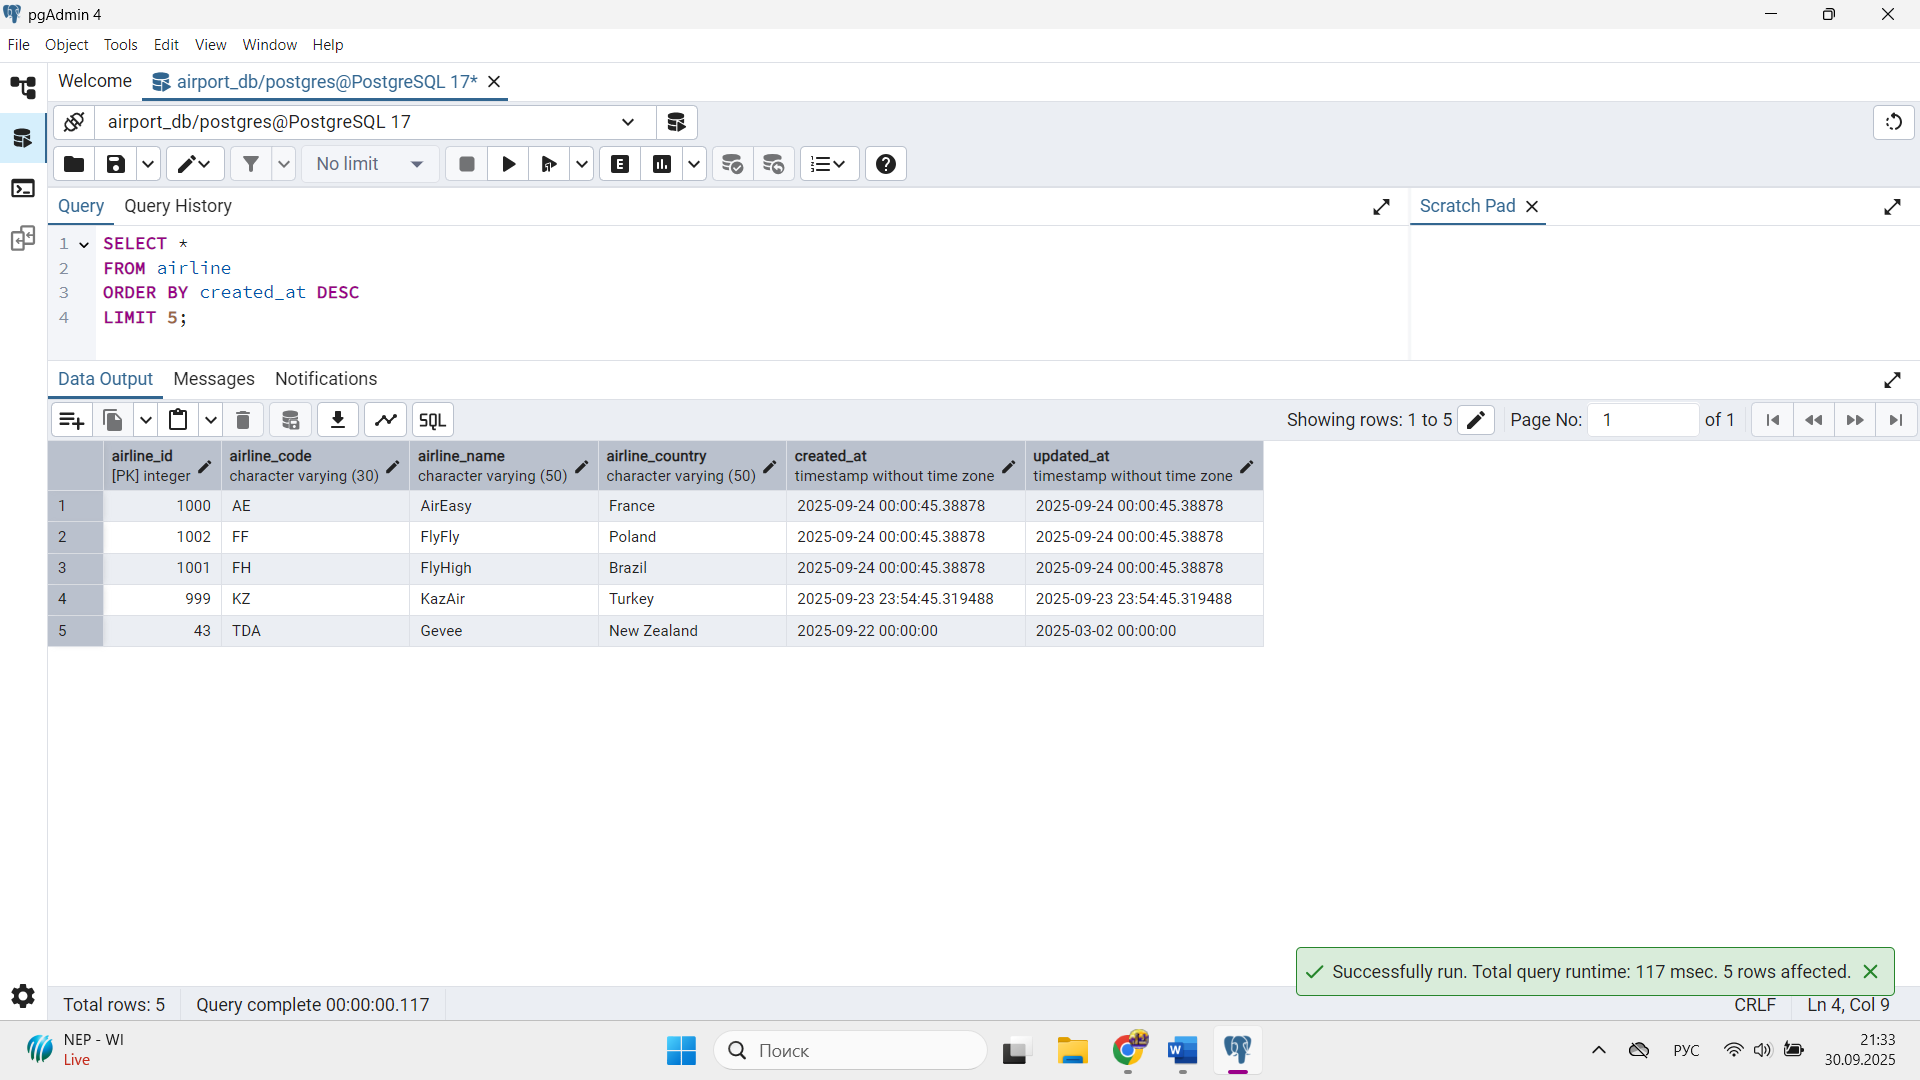 pgAdmin 4
File Object Tools Edit View Window Help
Welcome airport_db/postgres@PostgreSQL 17*
airport_db/postgres@PostgreSQL 17
No limit
Query Query History Scratch Pad
1 SELECT *
2 FROM airline
3 ORDER BY created_at DESC
4 LIMIT 5;
Data Output Messages Notifications
SQL Showing rows: 1 to 5 Page No: 1 of 1
airline_id airline_code airline_name airline_country created_at updated_at
[PK] integer character varying (30) character varying (50) character varying (50) timestamp without time zone timestamp without time zone
1 1000 AE AirEasy France 2025-09-24 00:00:45.38878 2025-09-24 00:00:45.38878
2 1002 FF FlyFly Poland 2025-09-24 00:00:45.38878 2025-09-24 00:00:45.38878
3 1001 FH FlyHigh Brazil 2025-09-24 00:00:45.38878 2025-09-24 00:00:45.38878
4 999 KZ KazAir Turkey 2025-09-23 23:54:45.319488 2025-09-23 23:54:45.319488
5 43 TDA Gevee New Zealand 2025-09-22 00:00:00 2025-03-02 00:00:00
Successfully run. Total query runtime: 117 msec. 5 rows affected.
Total rows: 5 Query complete 00:00:00.117 CRLF Ln 4, Col 9
NEP - WI
Live
Поиск
РУС
21:33
30.09.2025